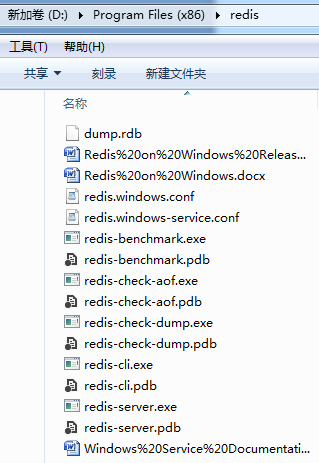 新加卷 (D:) ▸ Program Files (x86) ▸ redis
工具(T) 帮助(H)
共享 刻录 新建文件夹
名称
dump.rdb
Redis%20on%20Windows%20Releas...
Redis%20on%20Windows.docx
redis.windows.conf
redis.windows-service.conf
redis-benchmark.exe
redis-benchmark.pdb
redis-check-aof.exe
redis-check-aof.pdb
redis-check-dump.exe
redis-check-dump.pdb
redis-cli.exe
redis-cli.pdb
redis-server.exe
redis-server.pdb
Windows%20Service%20Documentati...